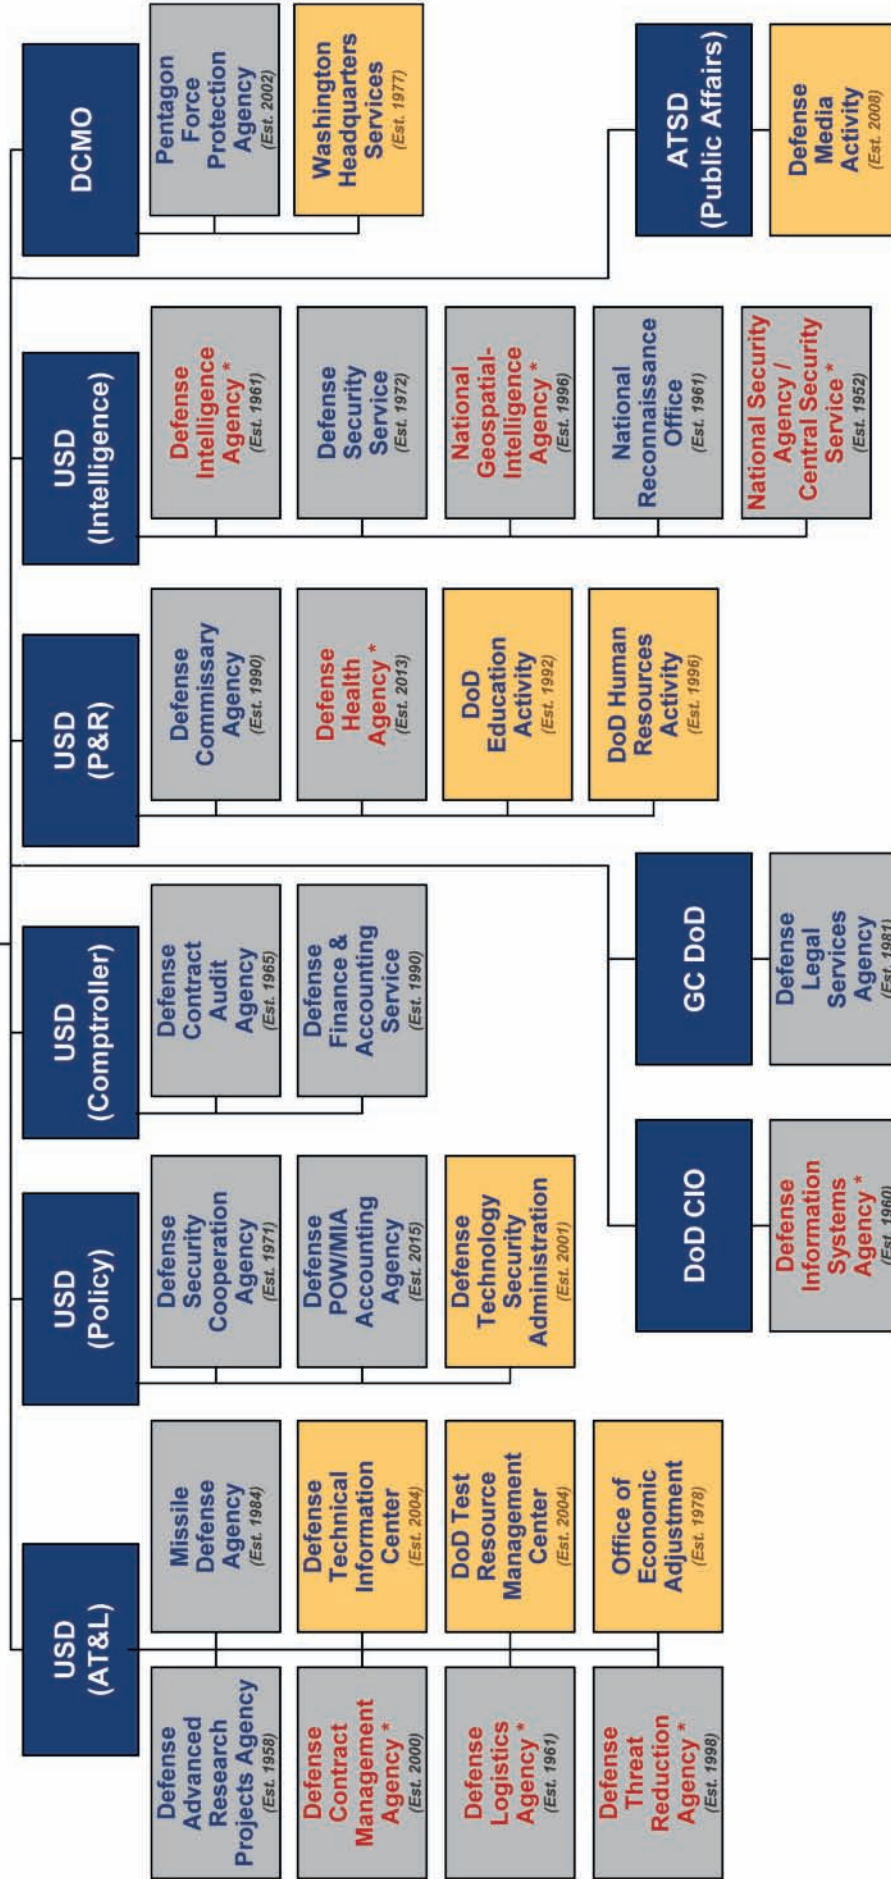 USD
(AT&L)
Defense
Advanced
Research
Projects Agency
(Est. 1958)
Missile
Defense
Agency
(Est. 1984)
Defense
Contract
Management
Agency *
(Est. 2000)
Defense
Technical
Information
Center
(Est. 2004)
Defense
Logistics
Agency *
(Est. 1961)
DoD Test
Resource
Management
Center
(Est. 2004)
Defense
Threat
Reduction
Agency *
(Est. 1998)
Office of
Economic
Adjustment
(Est. 1978)
USD
(Policy)
Defense
Security
Cooperation
Agency
(Est. 1971)
Defense
POW/MIA
Accounting
Agency
(Est. 2015)
Defense
Technology
Security
Administration
(Est. 2001)
USD
(Comptroller)
Defense
Contract
Audit
Agency
(Est. 1965)
Defense
Finance &
Accounting
Service
(Est. 1990)
USD
(P&R)
Defense
Commissary
Agency
(Est. 1990)
Defense
Health
Agency *
(Est. 2013)
DoD
Education
Activity
(Est. 1992)
DoD Human
Resources
Activity
(Est. 1996)
USD
(Intelligence)
Defense
Intelligence
Agency *
(Est. 1961)
Defense
Security
Service
(Est. 1972)
National
Geospatial-
Intelligence
Agency *
(Est. 1996)
National
Reconnaissance
Office
(Est. 1961)
National Security
Agency /
Central Security
Service *
(Est. 1952)
DCMO
Pentagon
Force
Protection
Agency
(Est. 2002)
Washington
Headquarters
Services
(Est. 1977)
DoD CIO
Defense
Information
Systems
Agency *
(Est. 1960)
GC DoD
Defense
Legal
Services
Agency
(Est. 1981)
ATSD
(Public Affairs)
Defense
Media
Activity
(Est. 2008)